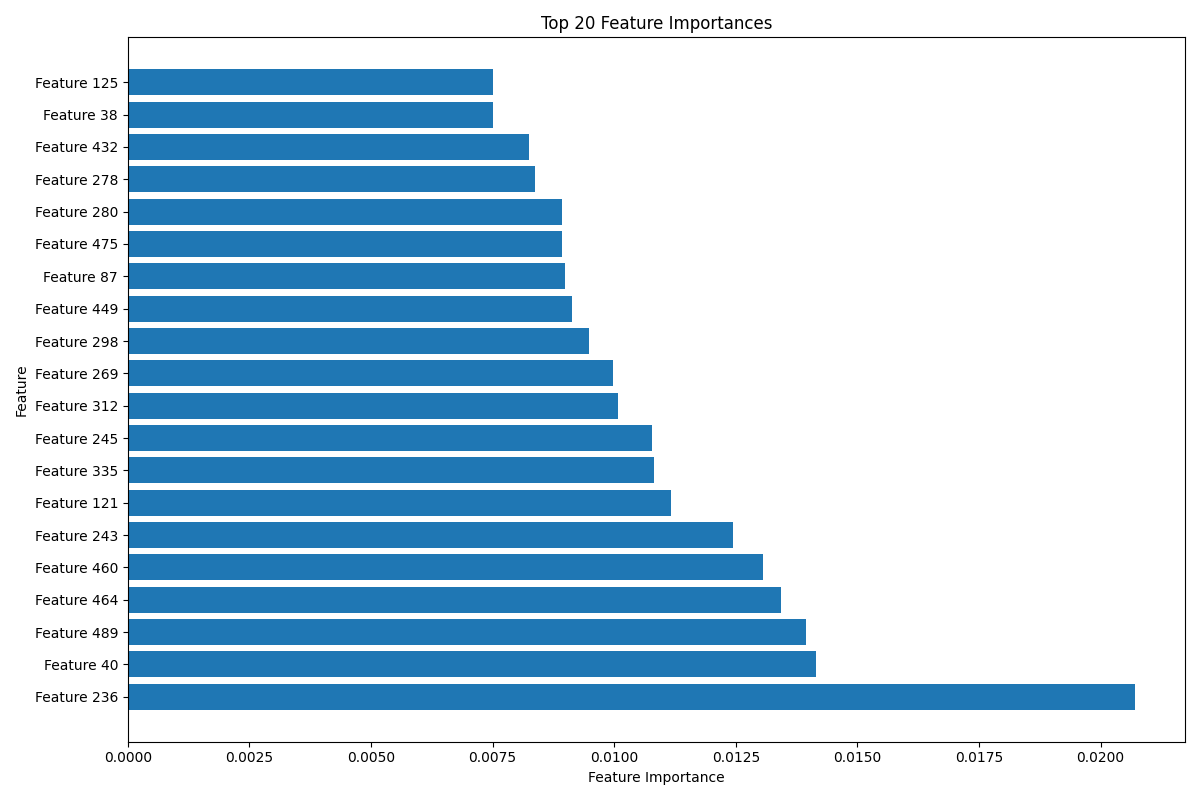 Top 20 Feature Importances
Feature
Feature 125
Feature 38
Feature 432
Feature 278
Feature 280
Feature 475
Feature 87
Feature 449
Feature 298
Feature 269
Feature 312
Feature 245
Feature 335
Feature 121
Feature 243
Feature 460
Feature 464
Feature 489
Feature 40
Feature 236
0.0000 0.0025 0.0050 0.0075 0.0100 0.0125 0.0150 0.0175 0.0200
Feature Importance